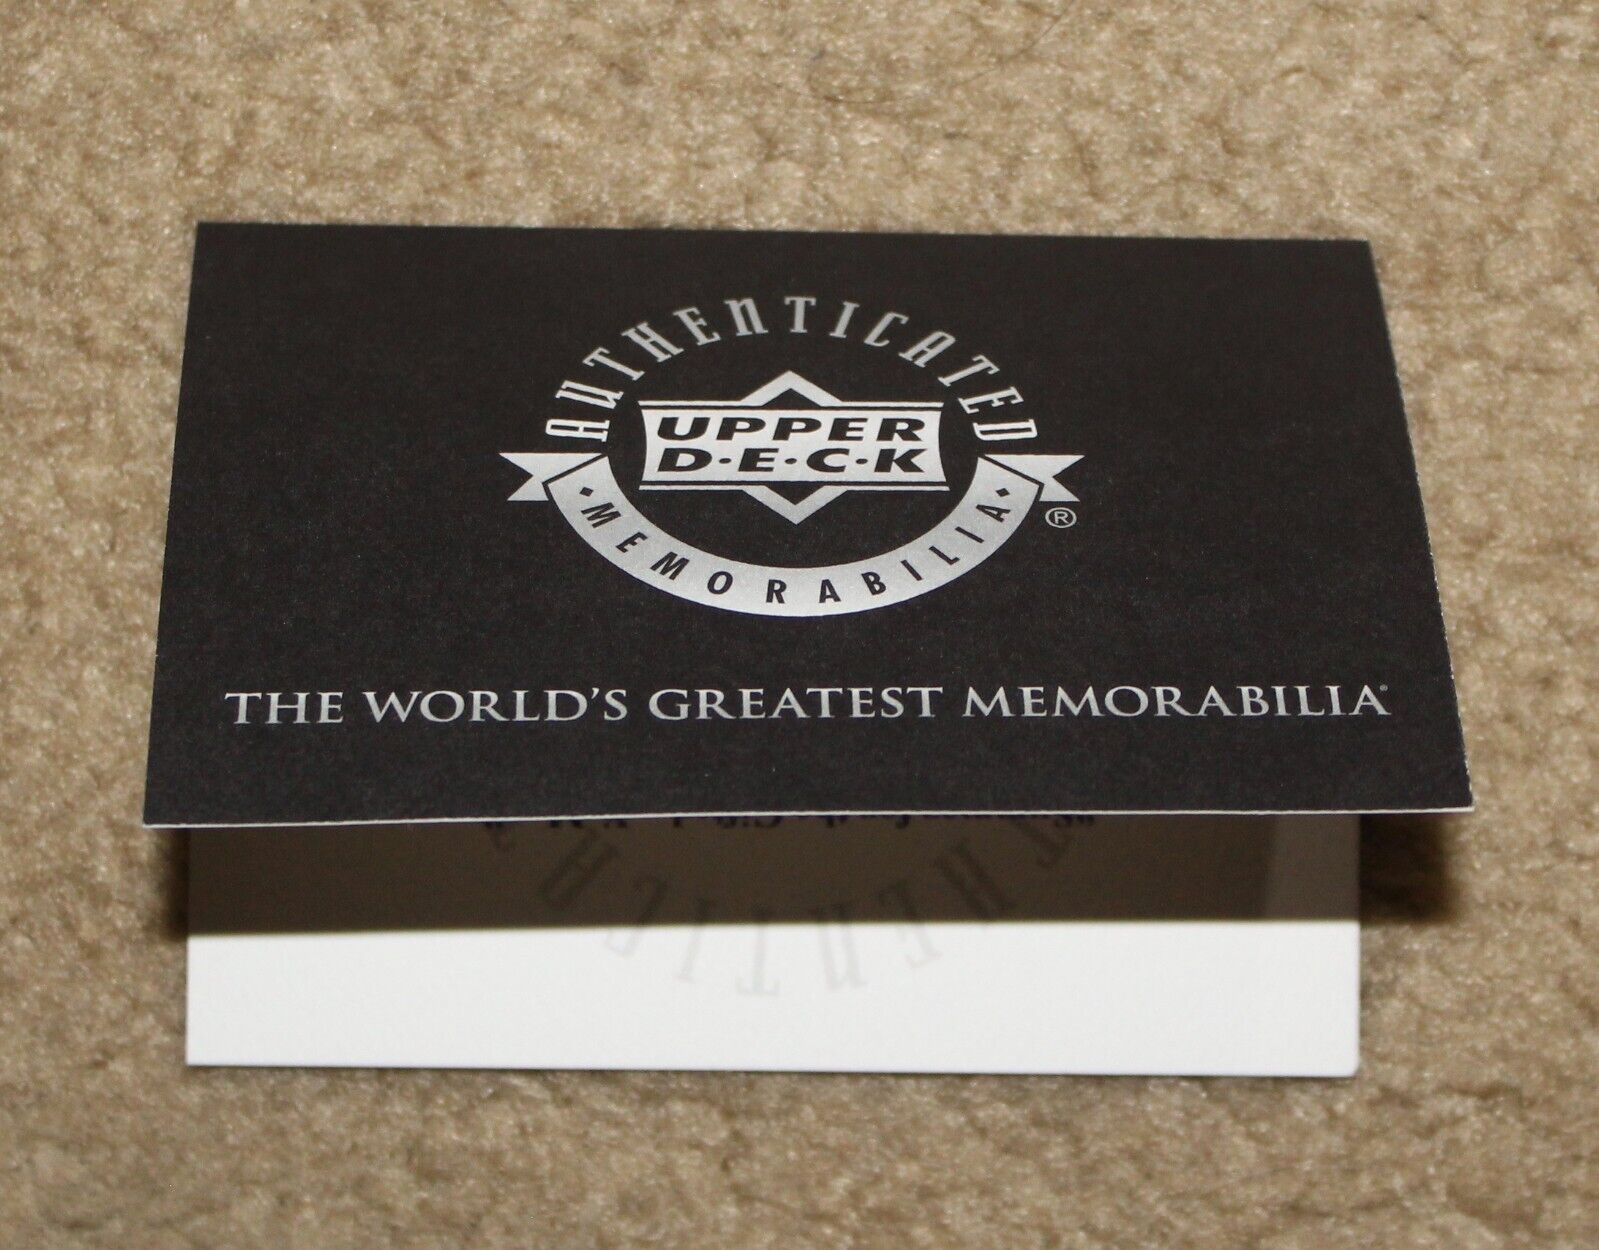 AUTHENTICATED
UPPER
D·E·C·K
·MEMORABILIA·
®
THE WORLD'S GREATEST MEMORABILIA®